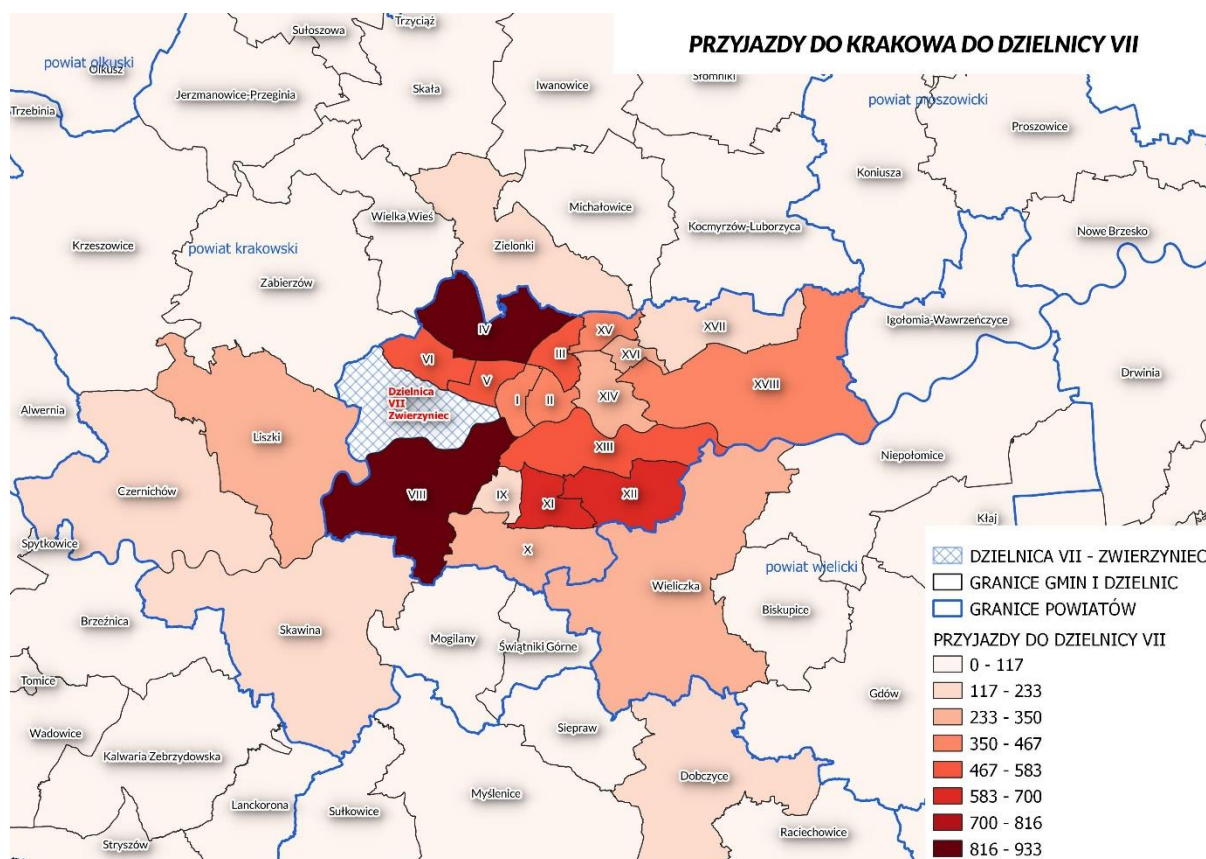 PRZYJAZDY DO KRAKOWA DO DZIELNICY VII
Sułoszowa
Trzyciąż
powiat olkuski
Olkusz
Trzebinia
Jerzmanowice-Przeginia
Skała
Iwanowice
Słomniki
powiat proszowicki
Proszowice
Koniusza
Wielka Wieś
Michałowice
Kocmyrzów-Luborzyca
Nowe Brzesko
Krzeszowice
powiat krakowski
Zielonki
Zabierzów
Igołomia-Wawrzeńczyce
Drwinia
IV
XV
XVII
VI
III
XVI
V
XVIII
Dzielnica
VII
Zwierzyniec
I
II
XIV
Alwernia
Liszki
XIII
Niepołomice
Czernichów
VIII
IX
XI
XII
Kłaj
Spytkowice
X
powiat wielicki
Wieliczka
Biskupice
Brzeźnica
Skawina
Mogilany
Świątniki Górne
Tomice
Gdów
Wadowice
Siepraw
Kalwaria Zebrzydowska
Dobczyce
Lanckorona
Sułkowice
Myślenice
Raciechowice
Stryszów
DZIELNICA VII - ZWIERZYNIEC
GRANICE GMIN I DZIELNIC
GRANICE POWIATÓW
PRZYJAZDY DO DZIELNICY VII
0 - 117
117 - 233
233 - 350
350 - 467
467 - 583
583 - 700
700 - 816
816 - 933